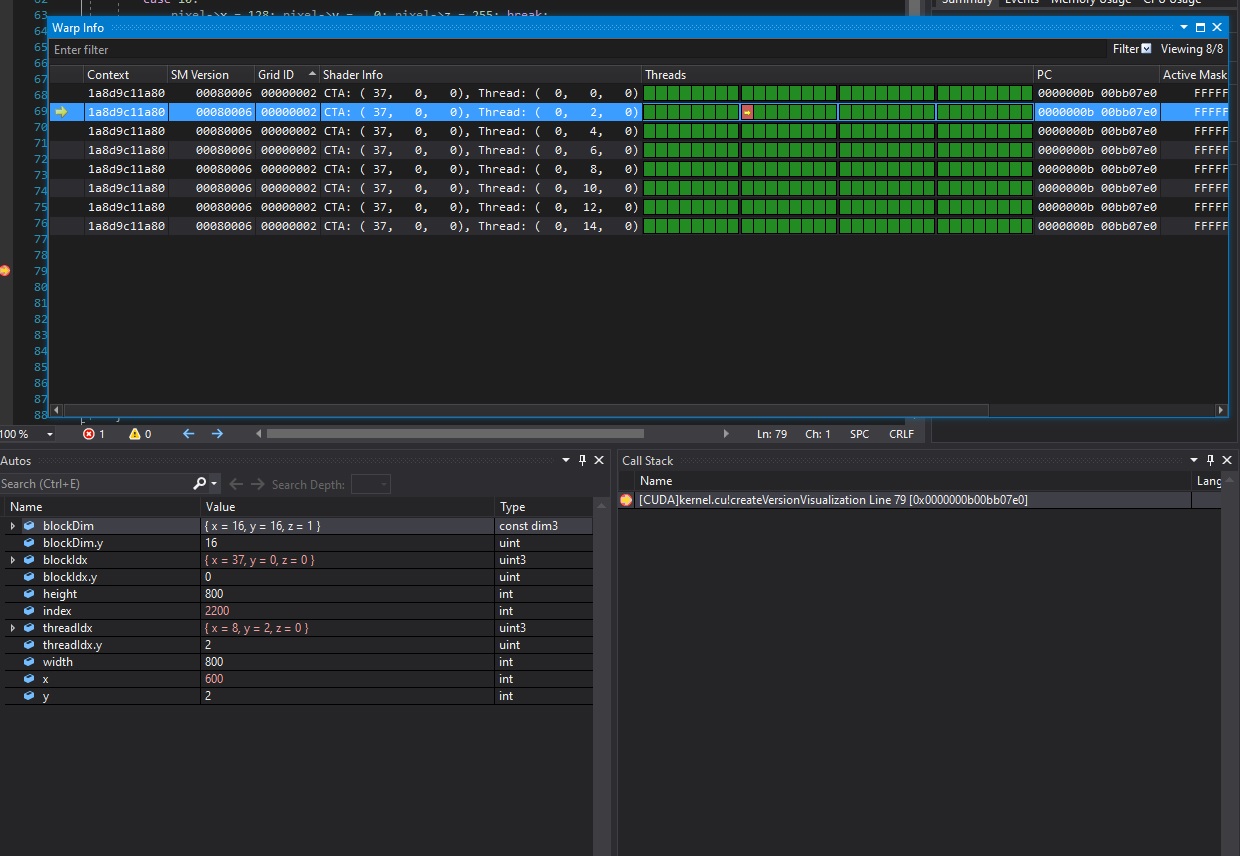 63 pixel->x = 128; pixel->y = 0; pixel->z = 255; break;
Summary Events Memory Usage CPU Usage
64
65
66
67
68
69
70
71
72
73
74
75
76
77
78
79
80
81
82
83
84
85
86
87
88
Warp Info
Enter filter Filter Viewing 8/8
Context SM Version Grid ID Shader Info Threads PC Active Mask
1a8d9c11a80 00080006 00000002 CTA: ( 37, 0, 0), Thread: ( 0, 0, 0) 0000000b 00bb07e0 FFFFF
1a8d9c11a80 00080006 00000002 CTA: ( 37, 0, 0), Thread: ( 0, 2, 0) 0000000b 00bb07e0 FFFFF
1a8d9c11a80 00080006 00000002 CTA: ( 37, 0, 0), Thread: ( 0, 4, 0) 0000000b 00bb07e0 FFFFF
1a8d9c11a80 00080006 00000002 CTA: ( 37, 0, 0), Thread: ( 0, 6, 0) 0000000b 00bb07e0 FFFFF
1a8d9c11a80 00080006 00000002 CTA: ( 37, 0, 0), Thread: ( 0, 8, 0) 0000000b 00bb07e0 FFFFF
1a8d9c11a80 00080006 00000002 CTA: ( 37, 0, 0), Thread: ( 0, 10, 0) 0000000b 00bb07e0 FFFFF
1a8d9c11a80 00080006 00000002 CTA: ( 37, 0, 0), Thread: ( 0, 12, 0) 0000000b 00bb07e0 FFFFF
1a8d9c11a80 00080006 00000002 CTA: ( 37, 0, 0), Thread: ( 0, 14, 0) 0000000b 00bb07e0 FFFFF
100 % 1 0 Ln: 79 Ch: 1 SPC CRLF
Autos
Search (Ctrl+E) Search Depth:
Name Value Type
blockDim { x = 16, y = 16, z = 1 } const dim3
blockDim.y 16 uint
blockIdx { x = 37, y = 0, z = 0 } uint3
blockIdx.y 0 uint
height 800 int
index 2200 int
threadIdx { x = 8, y = 2, z = 0 } uint3
threadIdx.y 2 uint
width 800 int
x 600 int
y 2 int
Call Stack
Name Lang
[CUDA]kernel.cu!createVersionVisualization Line 79 [0x0000000b00bb07e0]